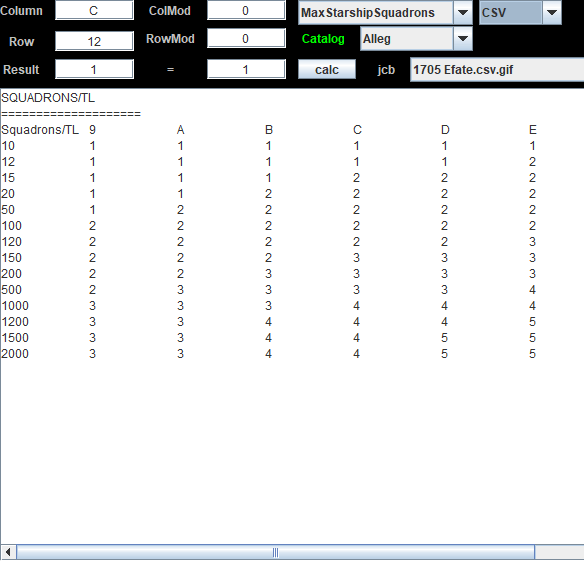 Column C ColMod 0 MaxStarshipSquadrons CSV
Row 12 RowMod 0 Catalog Alleg
Result 1 = 1 calc jcb 1705 Efate.csv.gif
SQUADRONS/TL
====================
Squadrons/TL 9 A B C D E
10 1 1 1 1 1 1
12 1 1 1 1 1 2
15 1 1 1 2 2 2
20 1 1 2 2 2 2
50 1 2 2 2 2 2
100 2 2 2 2 2 2
120 2 2 2 2 2 3
150 2 2 2 3 3 3
200 2 2 3 3 3 3
500 2 3 3 3 3 4
1000 3 3 3 4 4 4
1200 3 3 4 4 4 5
1500 3 3 4 4 5 5
2000 3 3 4 4 5 5